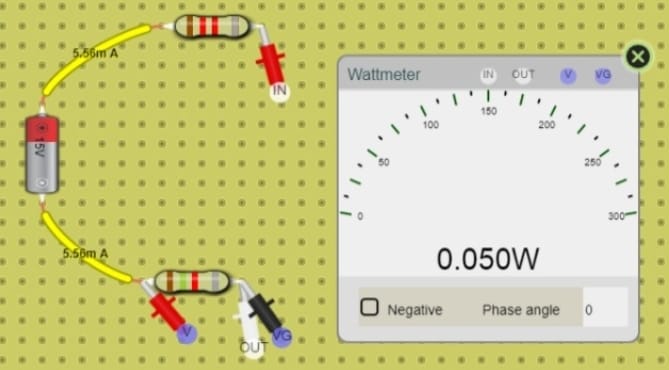 5.56m A
IN
15V
5.56m A
V
OUT
VG
Wattmeter IN OUT V VG
0
50
100
150
200
250
300
0.050W
Negative Phase angle 0